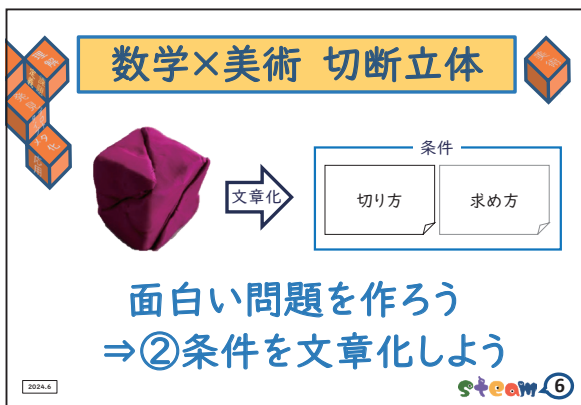 数学×美術 切断立体
文章化
条件
切り方
求め方
面白い問題を作ろう
⇒②条件を文章化しよう
2024.6
steam 6